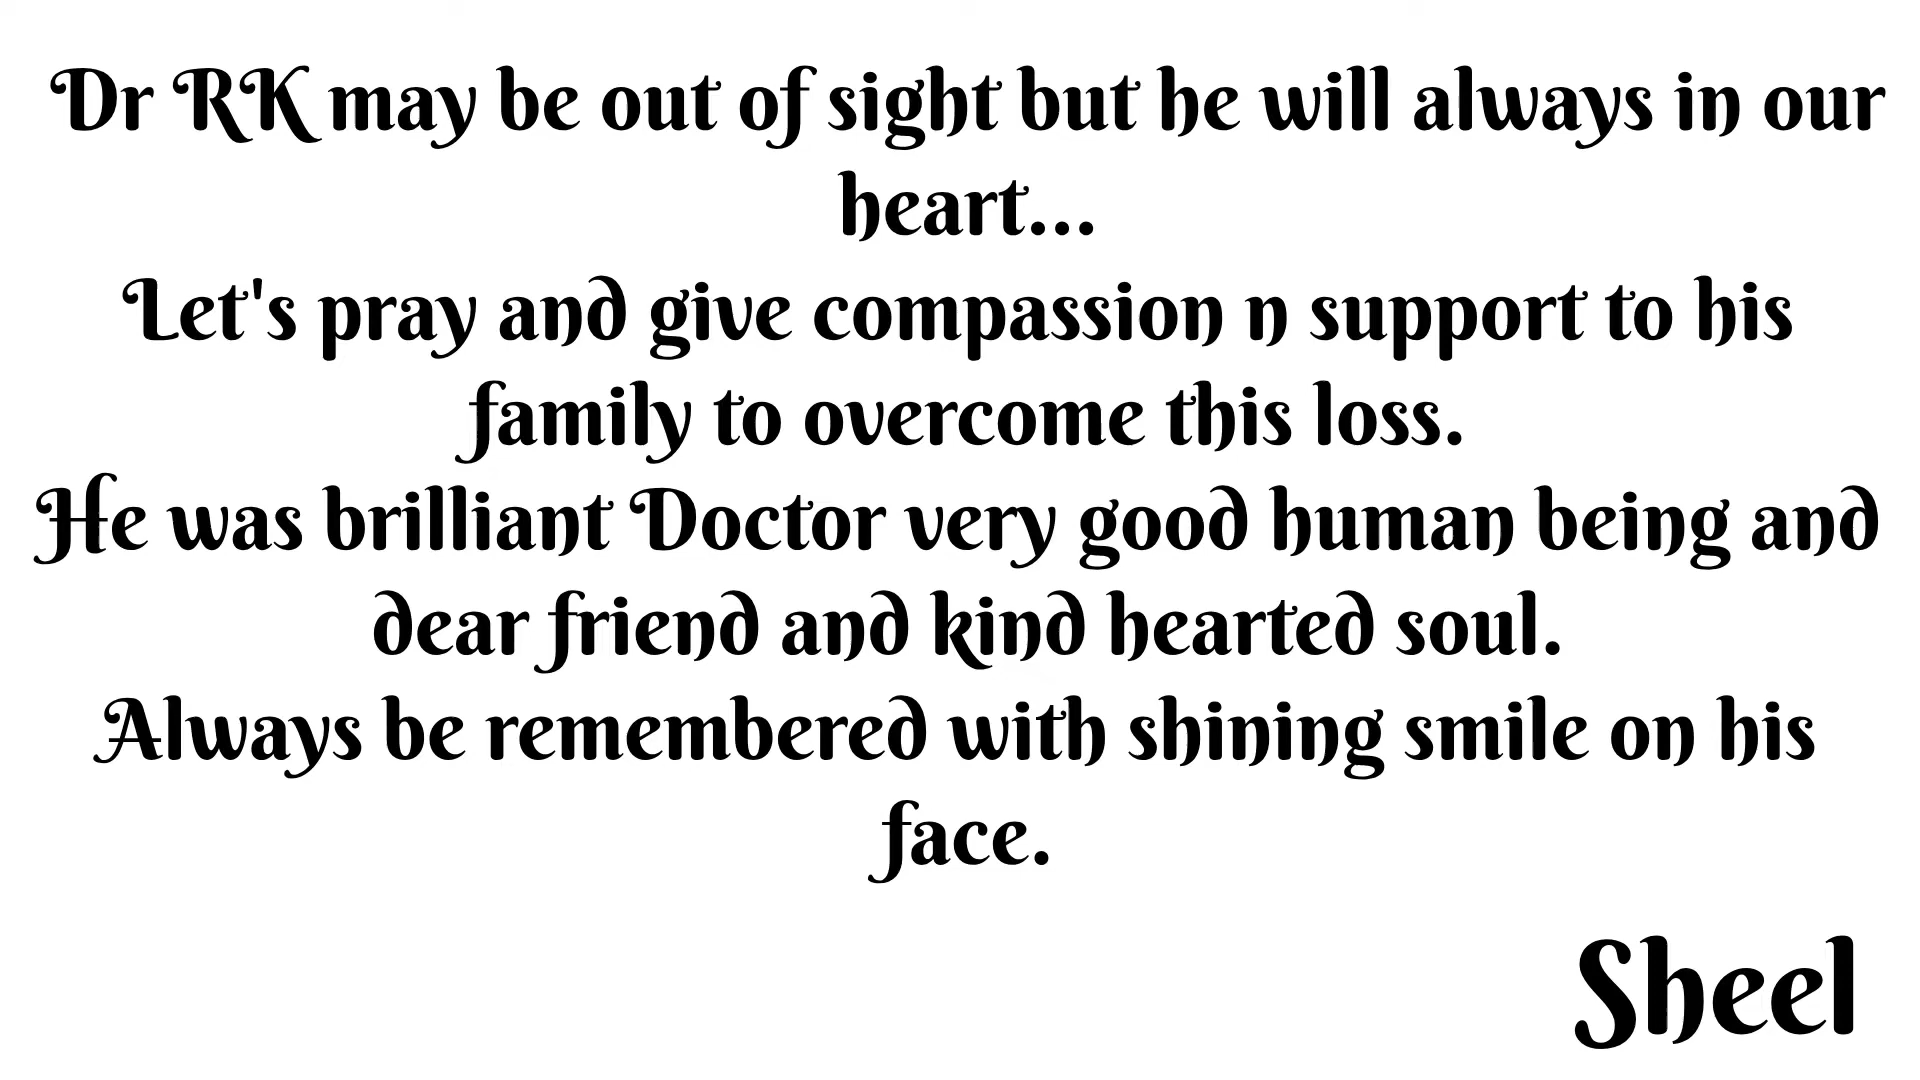 Dr RK may be out of sight but he will always in our
heart...
Let's pray and give compassion n support to his
family to overcome this loss.
He was brilliant Doctor very good human being and
dear friend and kind hearted soul.
Always be remembered with shining smile on his
face.
Sheel